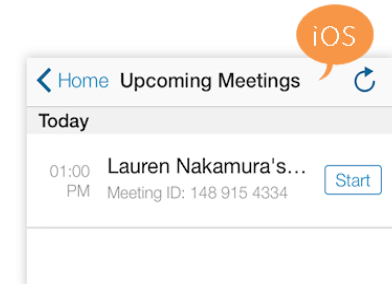 iOS
Home Upcoming Meetings
Today
01:00 PM
Lauren Nakamura's...
Meeting ID: 148 915 4334
Start